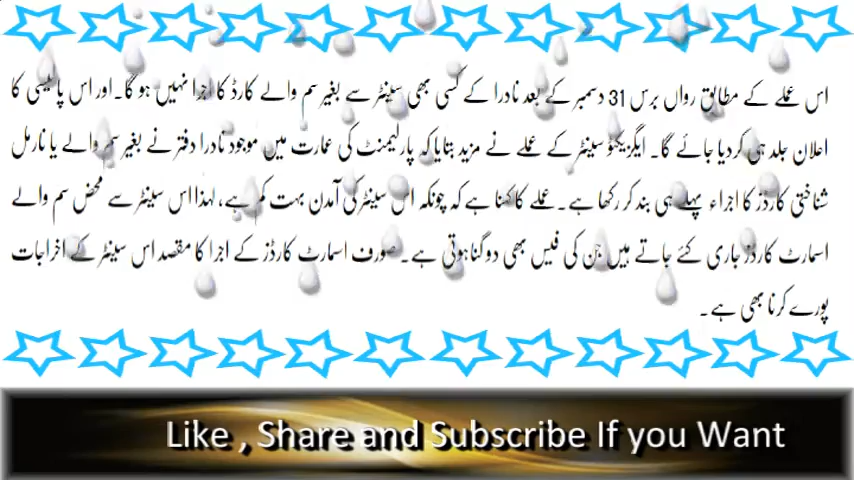 اس عملے کے مطابق رواں برس 31 دسمبر کے بعد نادرا کے کسی بھی سینٹر سے بغیر سم والے کارڈ کا اجرا نہیں ہو گا۔اور اس پالیسی کا
اعلان جلد ہی کردیا جائے گا۔ ایگزیکٹو سینٹر کے عملے نے مزید بتایا کہ پارلیمنٹ کی عمارت میں موجود نادرا دفتر نے بغیر سم والے یا نارمل
شناختی کارڈز کا اجراء پہلے ہی بند کر رکھا ہے۔ عملے کا کہنا ہے کہ چونکہ اس سینٹر کی آمدن بہت کم ہے، لہٰذا اس سینٹر سے محض سم والے
اسمارٹ کارڈز جاری کئے جاتے ہیں جن کی فیس بھی دو گنا ہوتی ہے۔ صورف اسمارٹ کارڈز کے اجرا کا مقصد اس سینٹر کے اخراجات
پورے کرنا بھی ہے۔
Like , Share and Subscribe If you Want